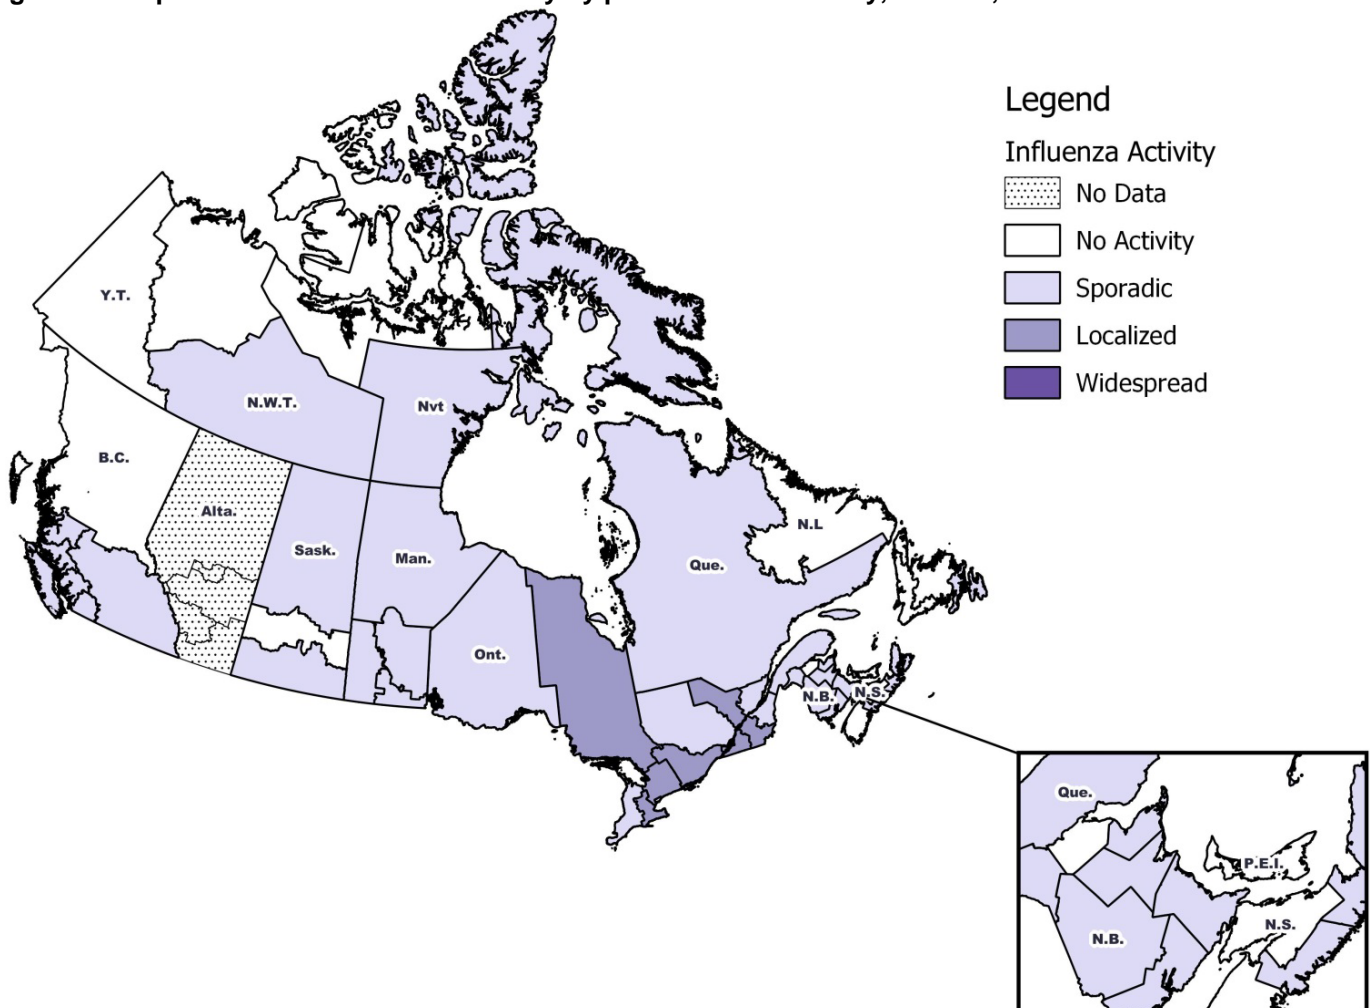 Legend
Influenza Activity
No Data
No Activity
Sporadic
Localized
Widespread
Y.T.
N.W.T.
Nvt
B.C.
Alta.
Sask.
Man.
Ont.
Que.
N.L
N.B.
N.S.
Que.
P.E.I.
N.S.
N.B.